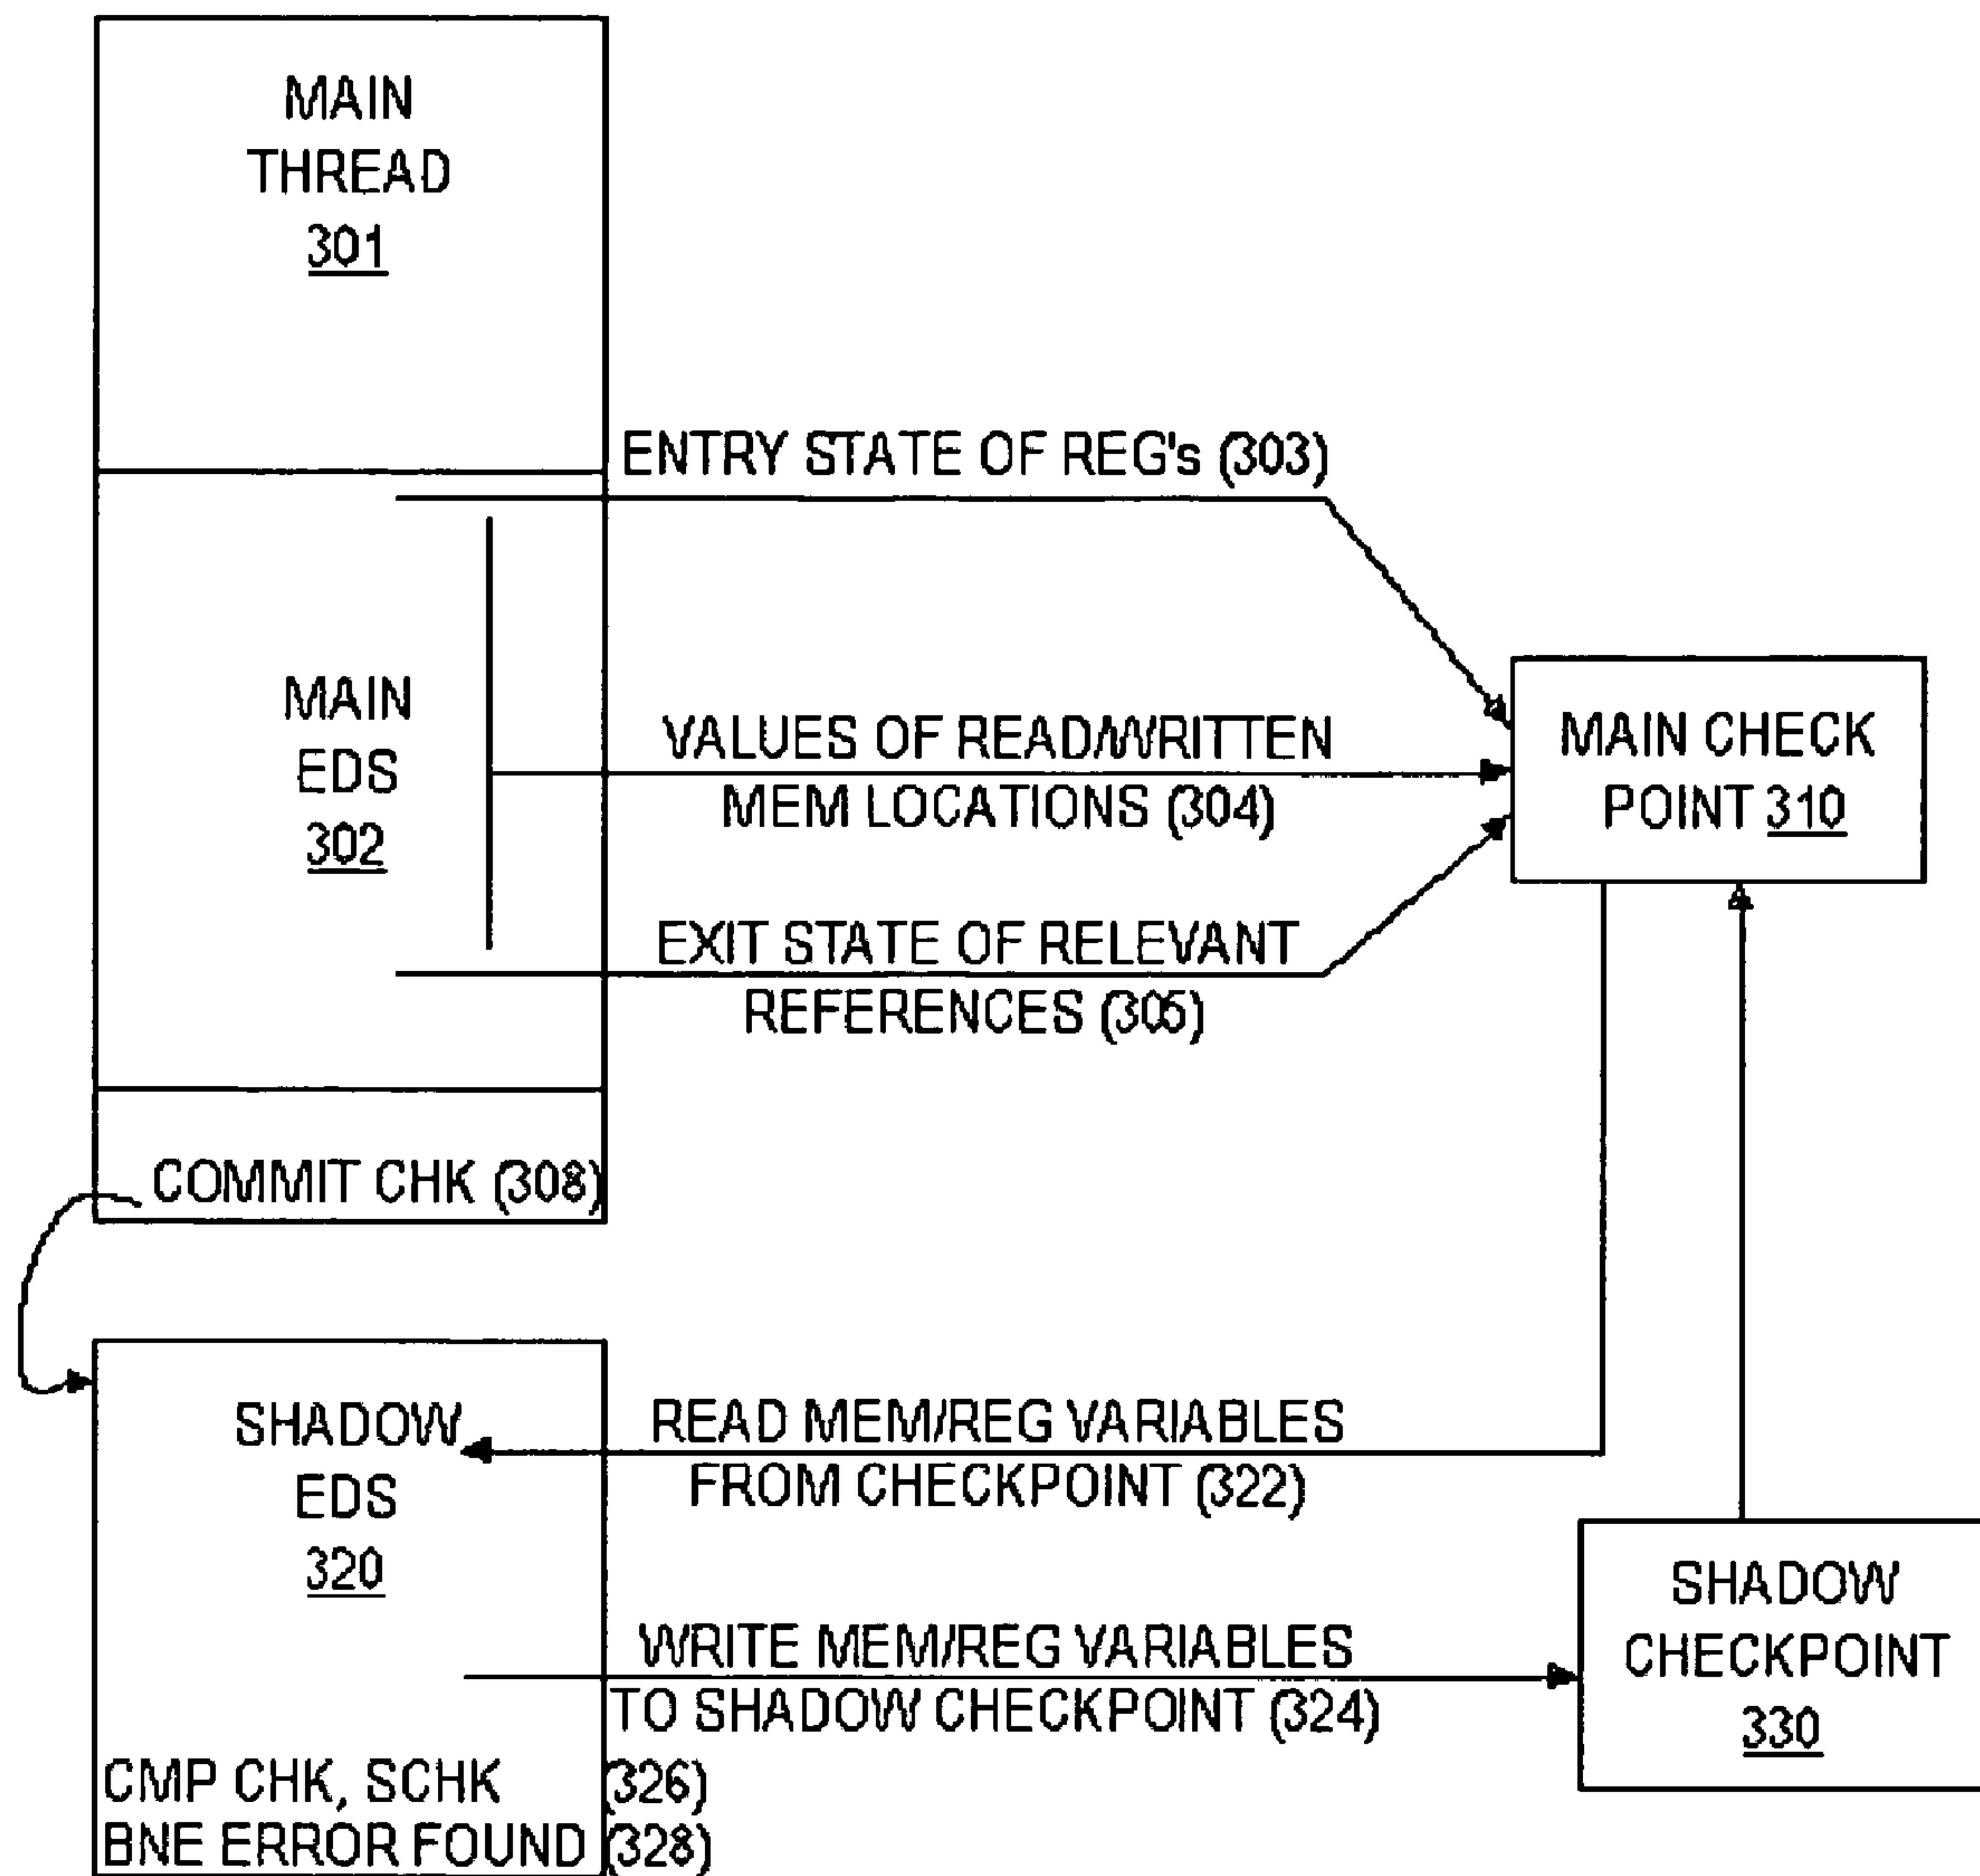 MAIN
THREAD
301
ENTRY STATE OF REG's (303)
MAIN
EDS
302
VALUES OF READ/WRITTEN
MEM LOCATIONS (304)
MAIN CHECK
POINT 310
EXIT STATE OF RELEVANT
REFERENCES (305)
COMMIT CHK (308)
SHADOW
EDS
320
READ MEM/REG VARIABLES
FROM CHECKPOINT (322)
WRITE MEM/REG VARIABLES
TO SHADOW CHECKPOINT (324)
SHADOW
CHECKPOINT
330
CMP CHK, SCHK (326)
BNE ERROR FOUND (328)